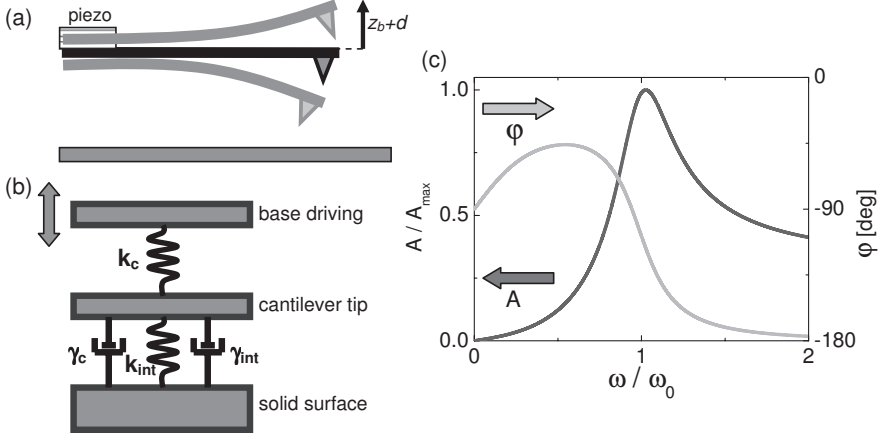 (a)
piezo
z_b+d
(b)
base driving
k_c
cantilever tip
γ_c
k_int
γ_int
solid surface
(c)
1.0
0.5
0.0
A / A_max
φ
A
0
-90
-180
φ [deg]
0
1
2
ω / ω_0